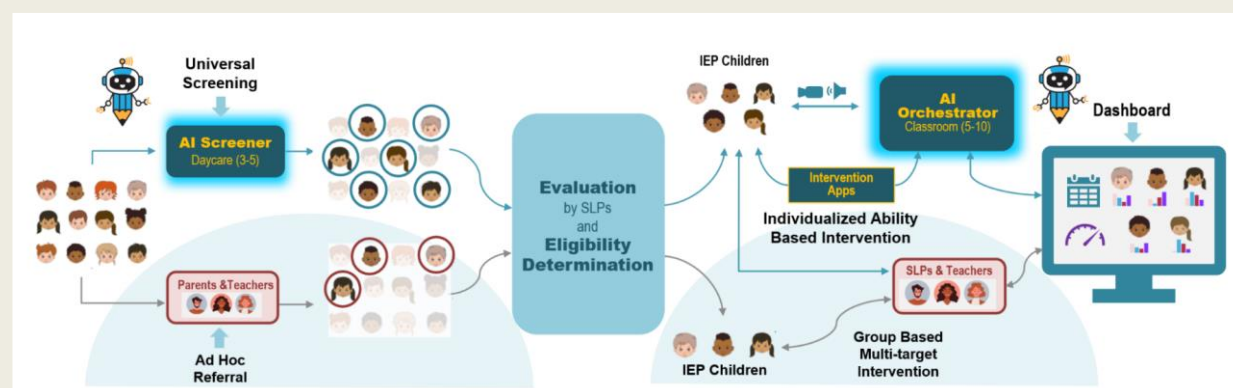 Universal
Screening
AI Screener
Daycare (3-5)
Parents &Teachers
Ad Hoc
Referral
Evaluation
by SLPs
and
Eligibility
Determination
IEP Children
AI
Orchestrator
Classroom (5-10)
Dashboard
Intervention
Apps
Individualized Ability
Based Intervention
SLPs & Teachers
Group Based
Multi-target
Intervention
IEP Children